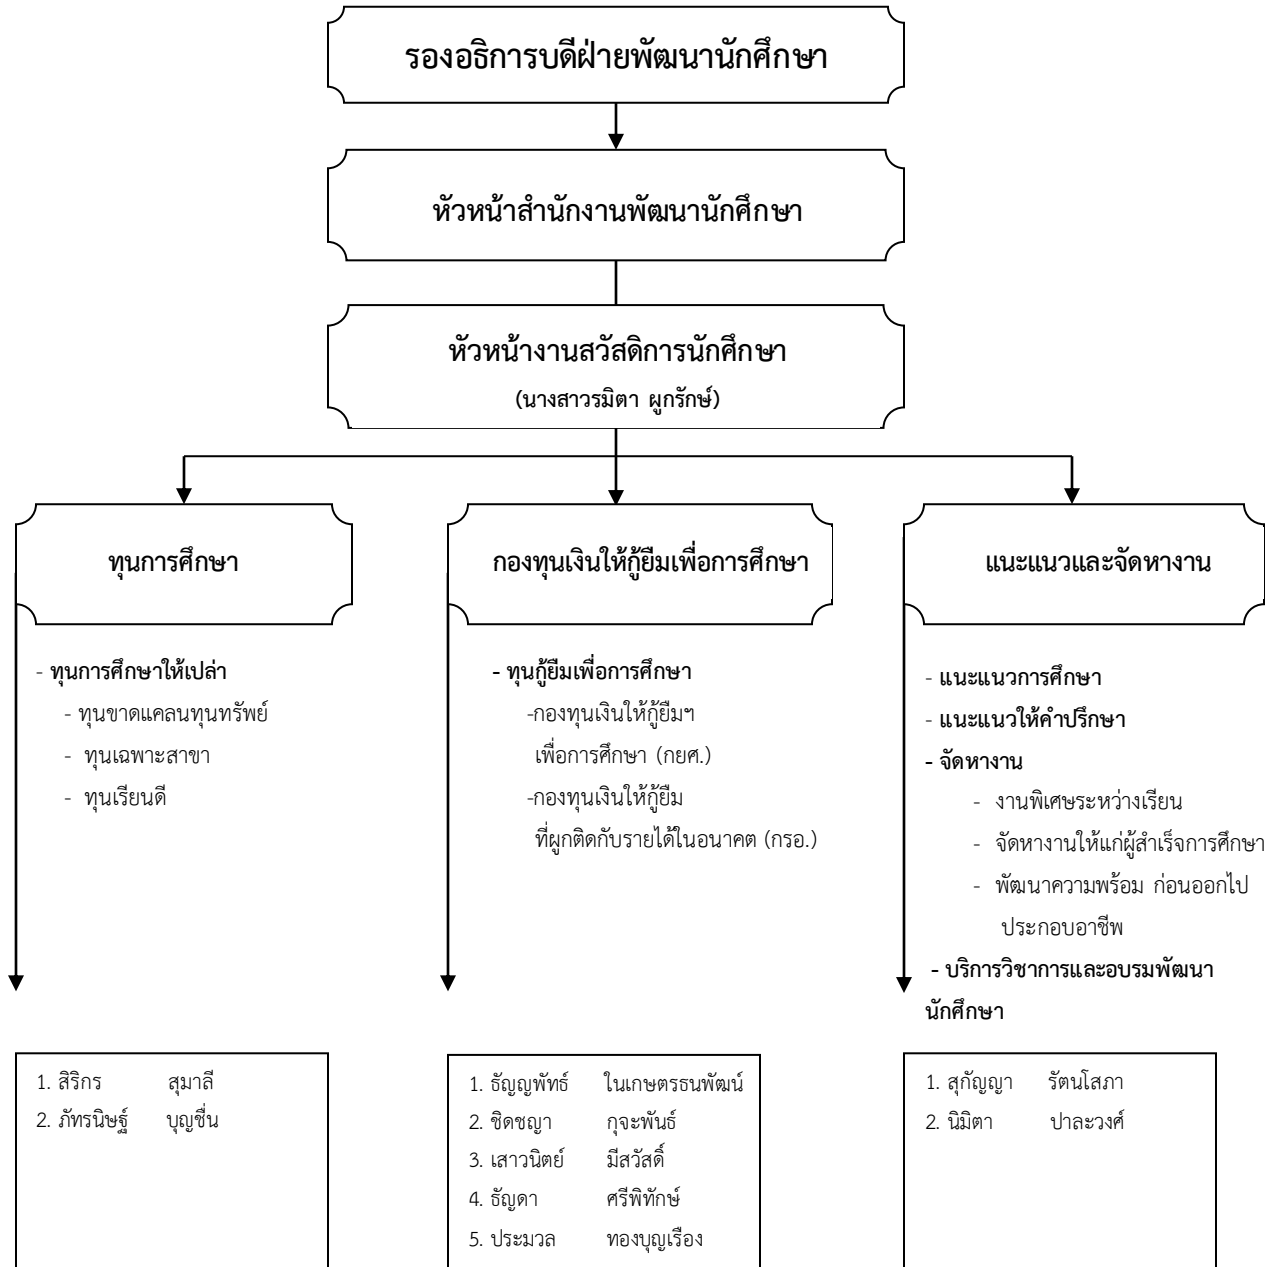 รองอธิการบดีฝ่ายพัฒนานักศึกษา
หัวหน้าสำนักงานพัฒนานักศึกษา
หัวหน้างานสวัสดิการนักศึกษา
(นางสาวรมิตา ผูกรักษ์)
ทุนการศึกษา
- ทุนการศึกษาให้เปล่า
- ทุนขาดแคลนทุนทรัพย์
- ทุนเฉพาะสาขา
- ทุนเรียนดี
1. สิริกร สุมาลี
2. ภัทรนิษฐ์ บุญชื่น
กองทุนเงินให้กู้ยืมเพื่อการศึกษา
- ทุนกู้ยืมเพื่อการศึกษา
-กองทุนเงินให้กู้ยืมฯ
เพื่อการศึกษา (กยศ.)
-กองทุนเงินให้กู้ยืม
ที่ผูกติดกับรายได้ในอนาคต (กรอ.)
1. ธัญญพัทธ์ ในเกษตรธนพัฒน์
2. ชิดชญา กุจะพันธ์
3. เสาวนิตย์ มีสวัสดิ์
4. ธัญดา ศรีพิทักษ์
5. ประมวล ทองบุญเรือง
แนะแนวและจัดหางาน
- แนะแนวการศึกษา
- แนะแนวให้คำปรึกษา
- จัดหางาน
- งานพิเศษระหว่างเรียน
- จัดหางานให้แก่ผู้สำเร็จการศึกษา
- พัฒนาความพร้อม ก่อนออกไป
ประกอบอาชีพ
- บริการวิชาการและอบรมพัฒนา
นักศึกษา
1. สุกัญญา รัตนโสภา
2. นิมิตา ปาละวงศ์